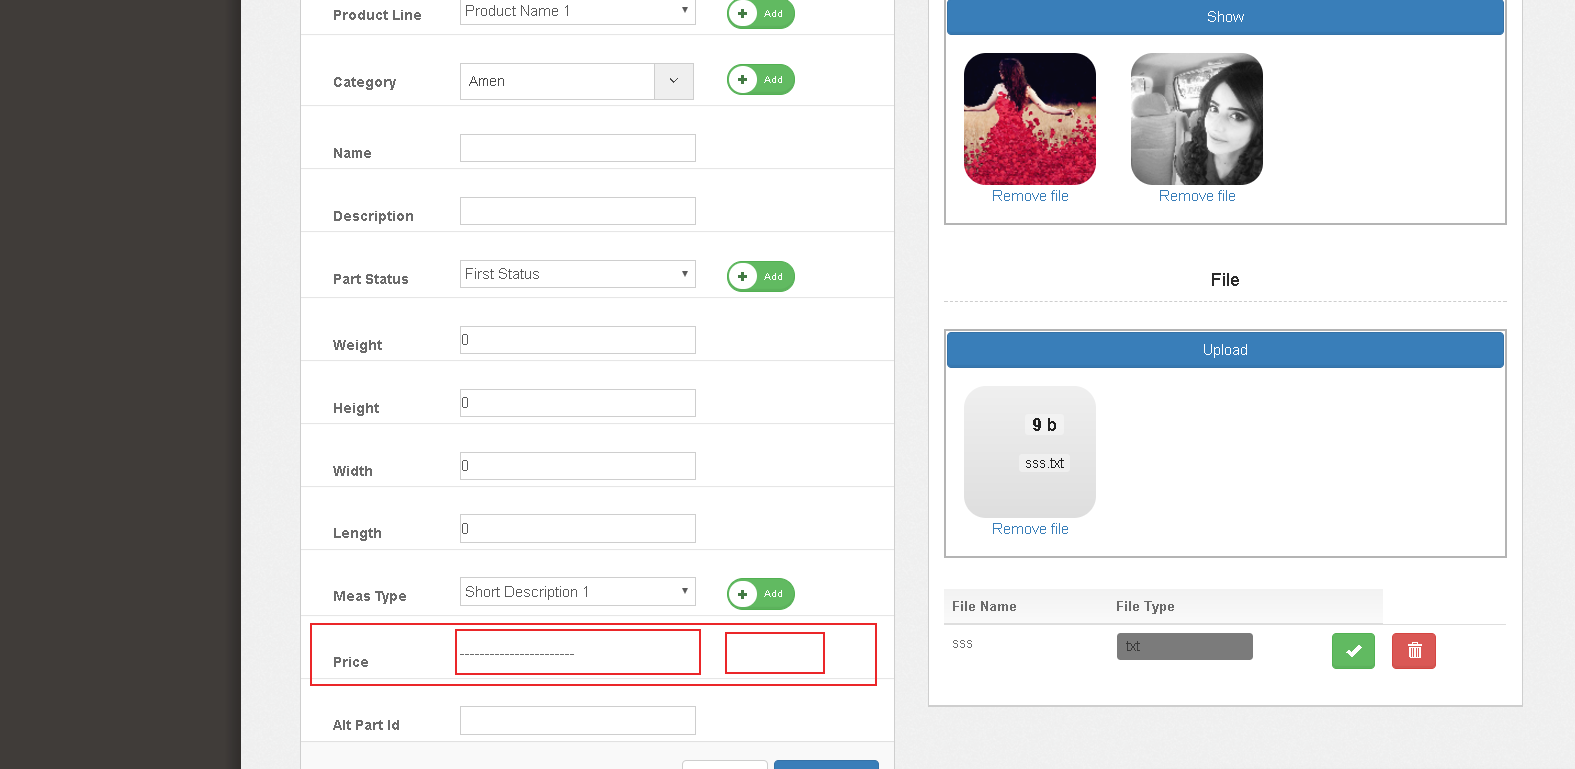 Product Line Product Name 1 Add
Category Amen Add
Name
Description
Part Status First Status Add
Weight 0
Height 0
Width 0
Length 0
Meas Type Short Description 1 Add
Price -----------------------
Alt Part Id
Show
Remove file Remove file
File
Upload
9 b
sss.txt
Remove file
File Name File Type
sss txt